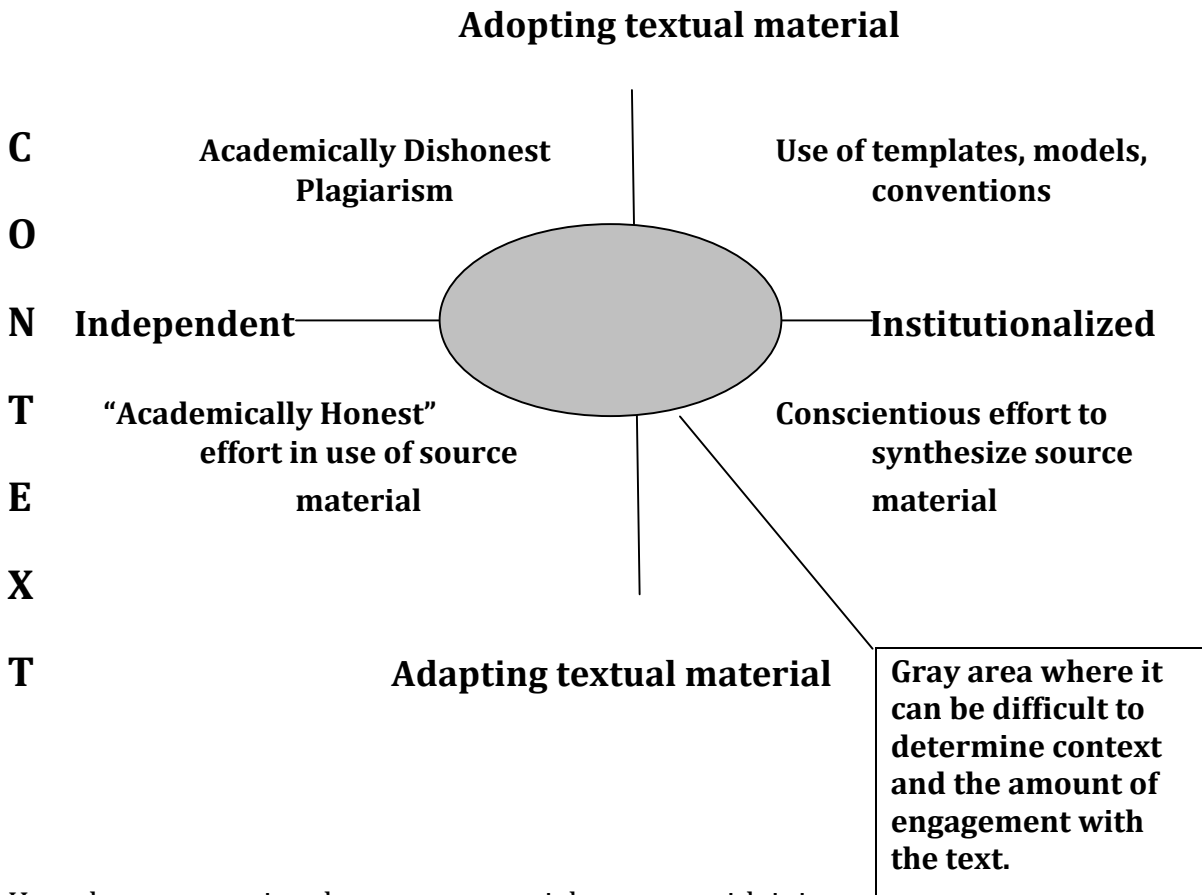 Adopting textual material
C
O
N
T
E
X
T
Academically Dishonest
Plagiarism
Use of templates, models,
conventions
Independent
Institutionalized
“Academically Honest”
effort in use of source
material
Conscientious effort to
synthesize source
material
Adapting textual material
Gray area where it
can be difficult to
determine context
and the amount of
engagement with
the text.